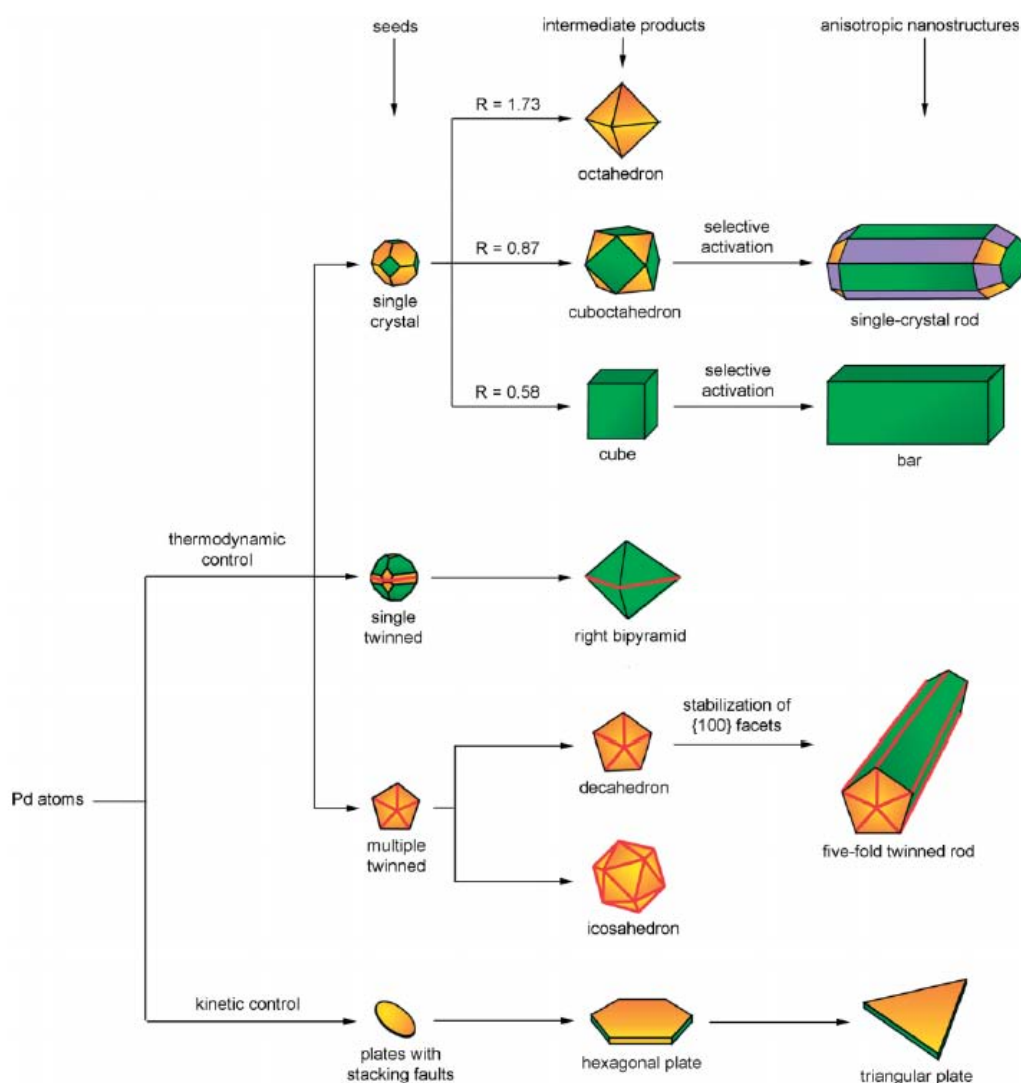 seeds
intermediate products
anisotropic nanostructures
R = 1.73
octahedron
R = 0.87
selective
activation
single
crystal
cuboctahedron
single-crystal rod
R = 0.58
selective
activation
cube
bar
thermodynamic
control
single
twinned
right bipyramid
stabilization of
{100} facets
decahedron
Pd atoms
multiple
twinned
five-fold twinned rod
icosahedron
kinetic control
plates with
stacking faults
hexagonal plate
triangular plate